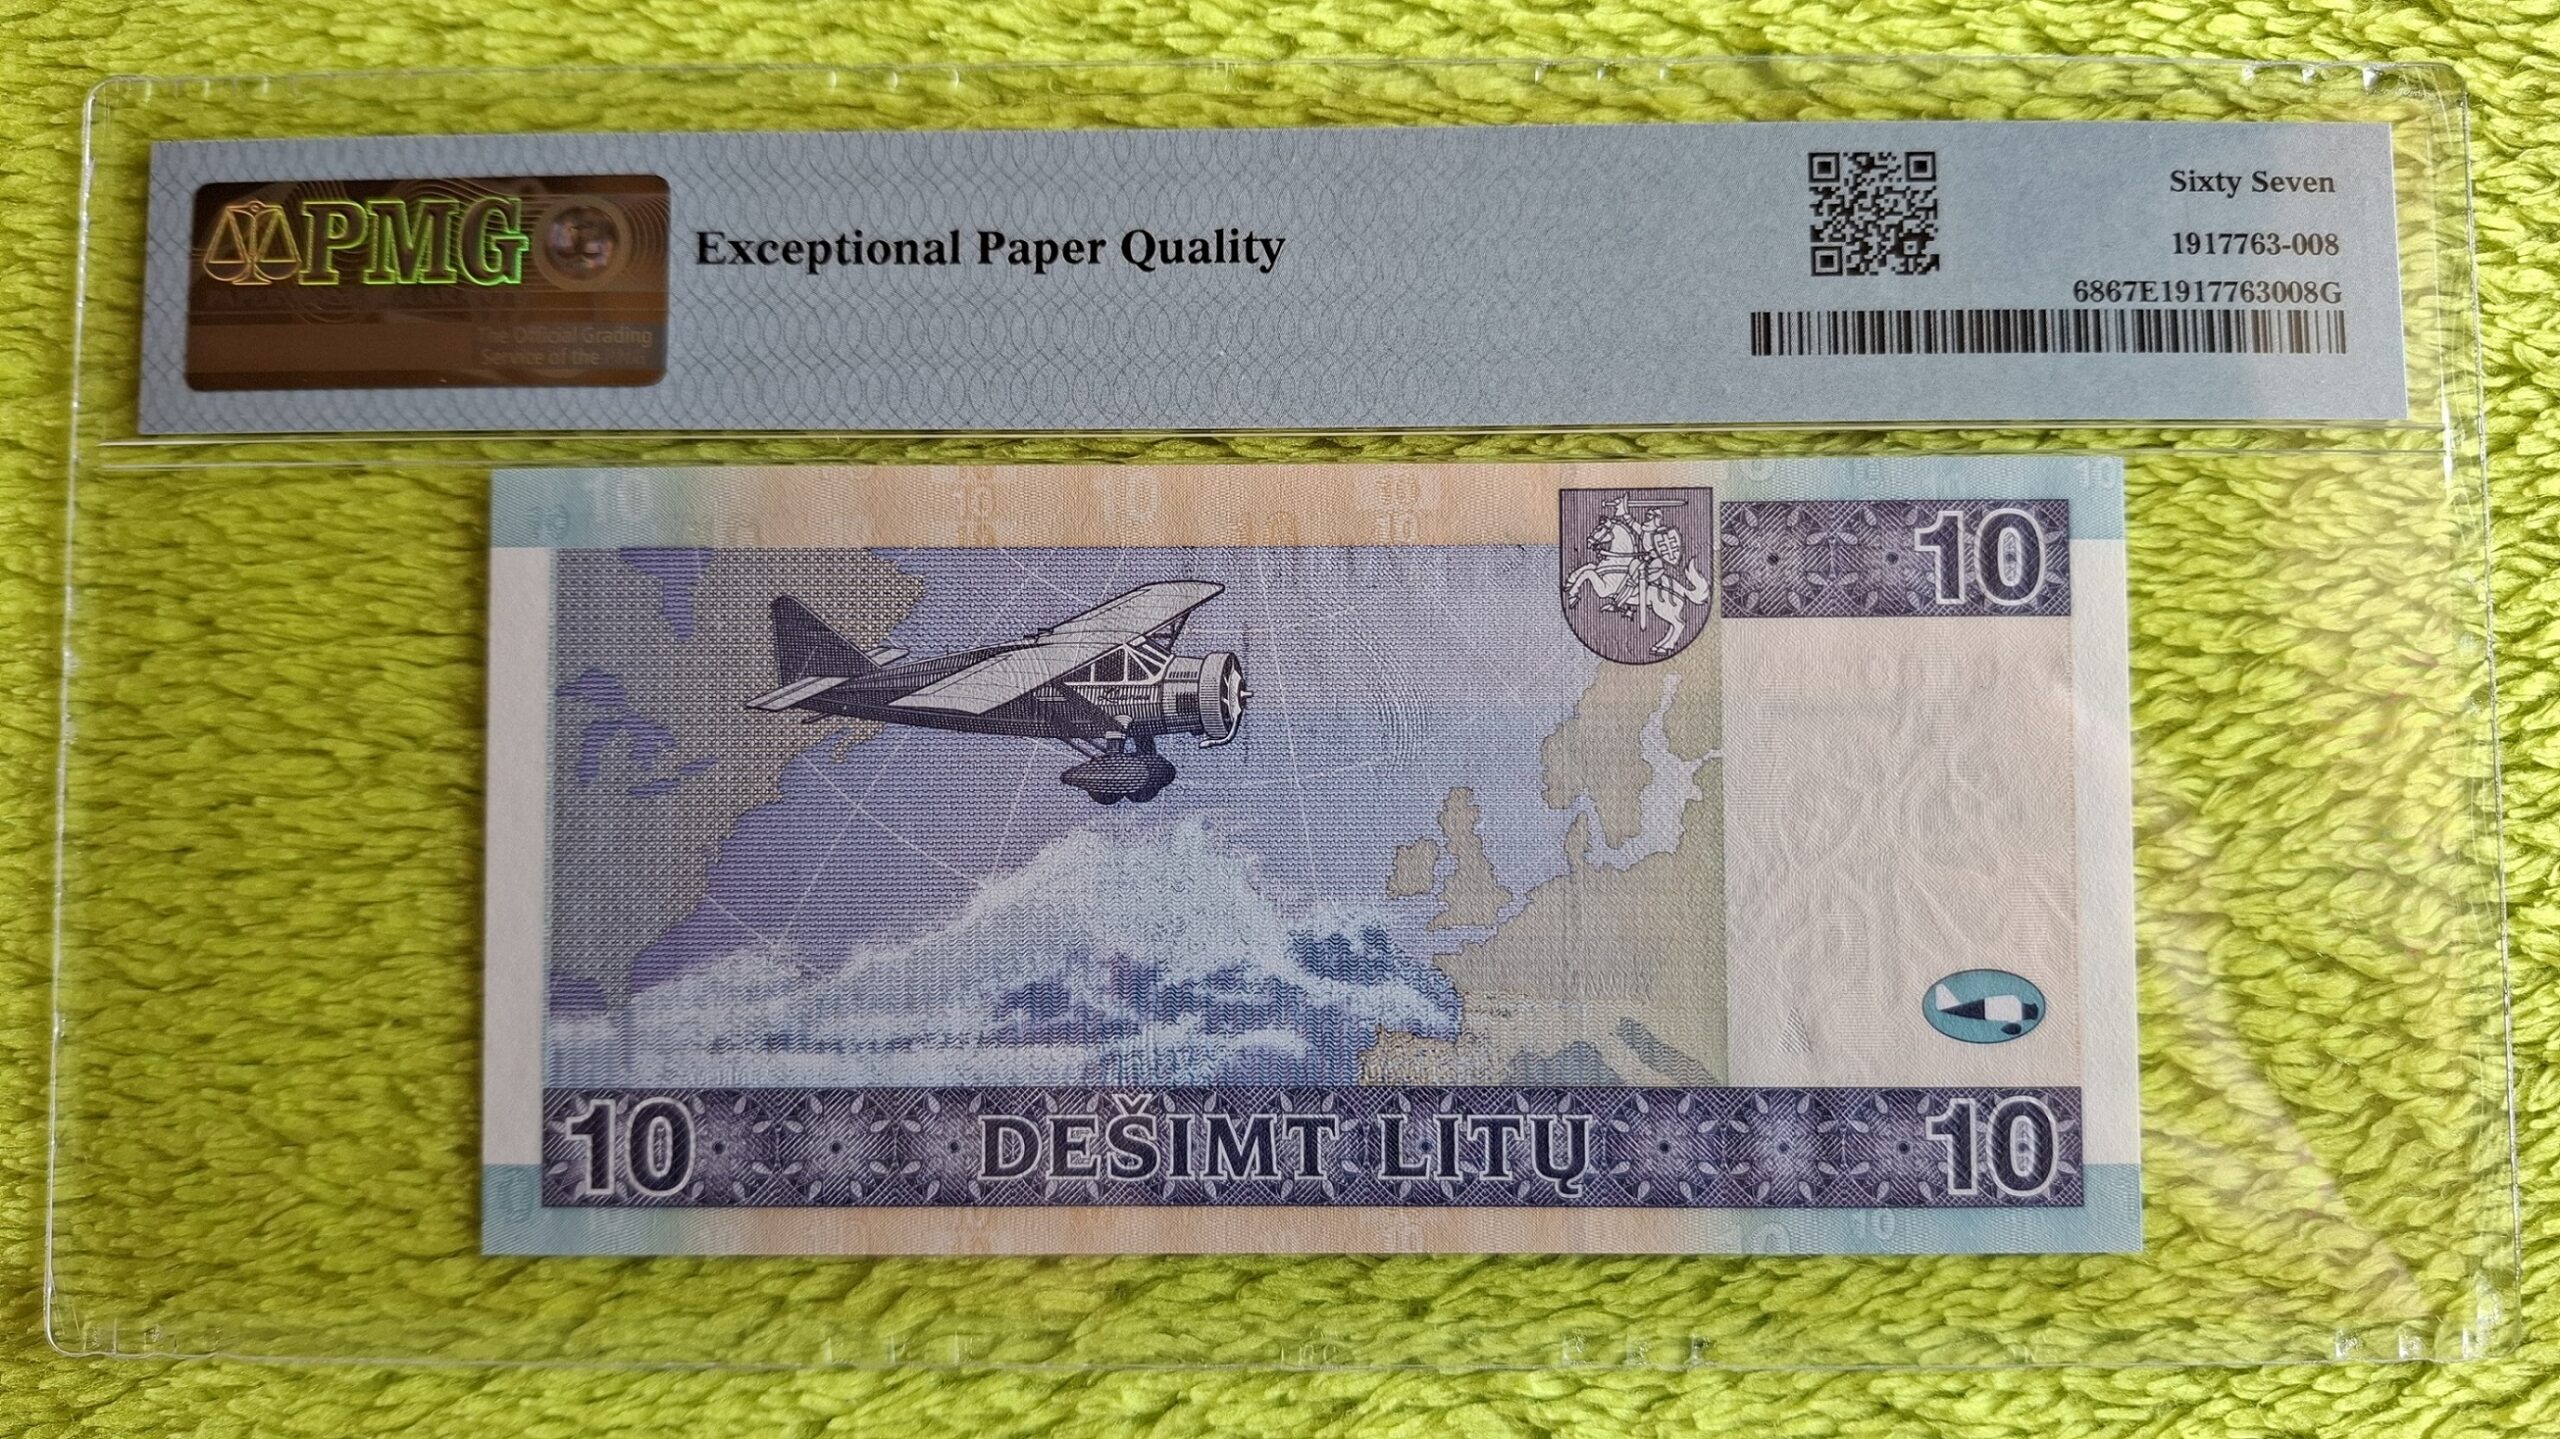 PMG
The Official Grading
Service of the PMG
Exceptional Paper Quality
Sixty Seven
1917763-008
6867E1917763008G
10
10 DEŠIMT LITŲ 10